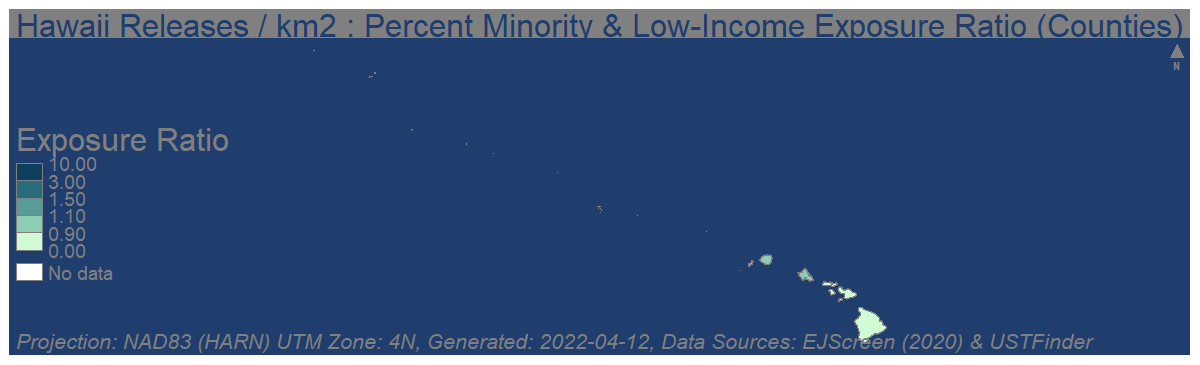 Hawaii Releases / km2 : Percent Minority & Low-Income Exposure Ratio (Counties)
N
Exposure Ratio
10.00
3.00
1.50
1.10
0.90
0.00
No data
Projection: NAD83 (HARN) UTM Zone: 4N, Generated: 2022-04-12, Data Sources: EJScreen (2020) & USTFinder